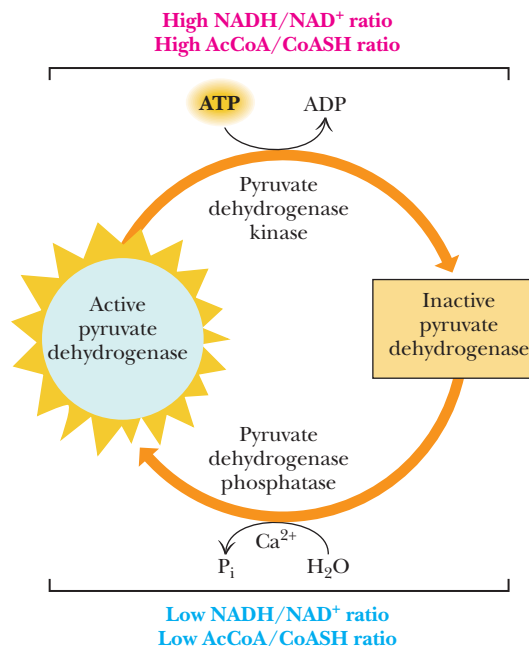 High NADH/NAD⁺ ratio
High AcCoA/CoASH ratio
ATP
ADP
Pyruvate
dehydrogenase
kinase
Active
pyruvate
dehydrogenase
Inactive
pyruvate
dehydrogenase
Pyruvate
dehydrogenase
phosphatase
Ca²⁺
Pᵢ
H₂O
Low NADH/NAD⁺ ratio
Low AcCoA/CoASH ratio